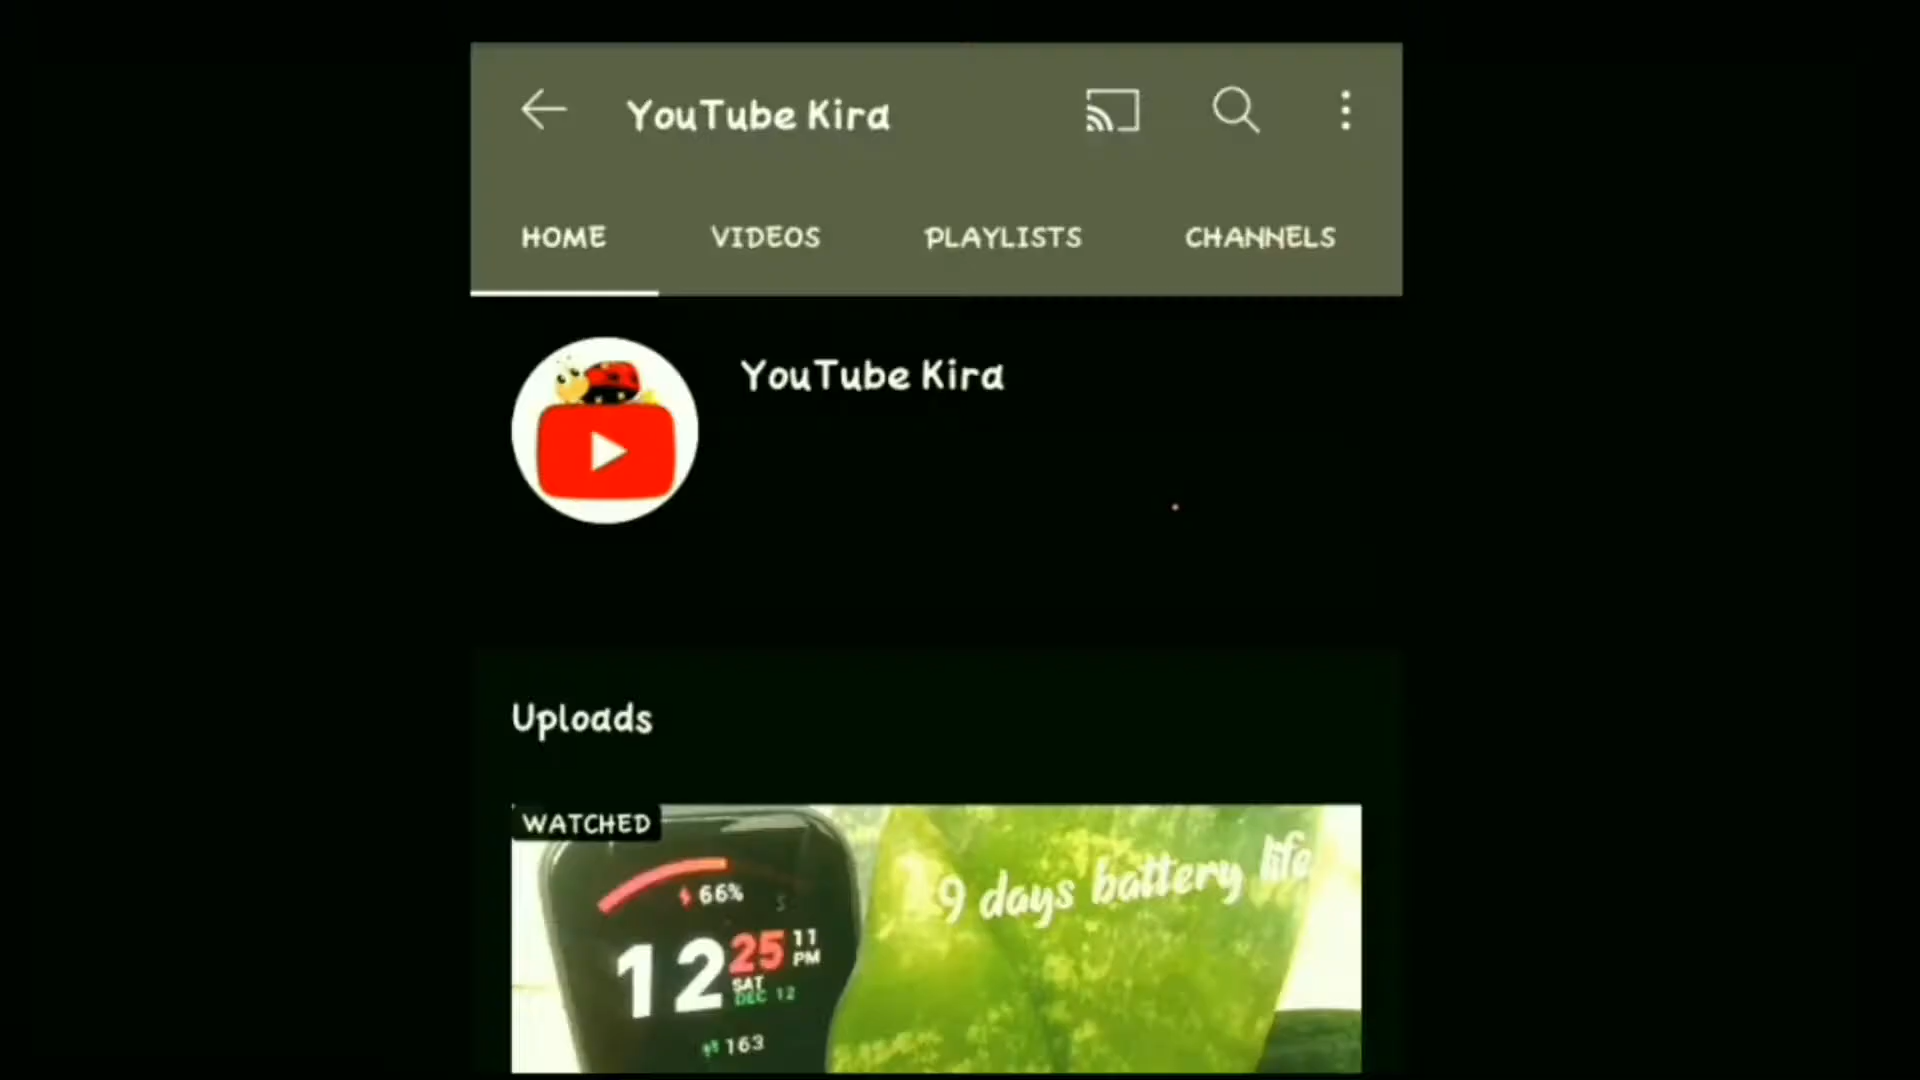 YouTube Kira
HOME VIDEOS PLAYLISTS CHANNELS
YouTube Kira
Uploads
WATCHED
9 days battery life
66%
12 25 11
PM
SAT
DEC 12
163